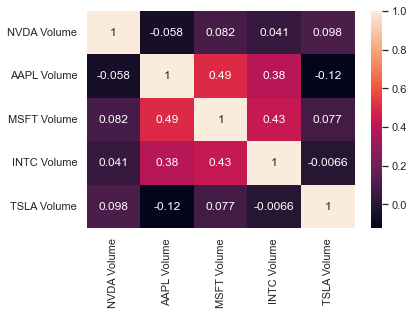 NVDA Volume 1 -0.058 0.082 0.041 0.098
AAPL Volume -0.058 1 0.49 0.38 -0.12
MSFT Volume 0.082 0.49 1 0.43 0.077
INTC Volume 0.041 0.38 0.43 1 -0.0066
TSLA Volume 0.098 -0.12 0.077 -0.0066 1
NVDA Volume
AAPL Volume
MSFT Volume
INTC Volume
TSLA Volume
1.0
0.8
0.6
0.4
0.2
0.0